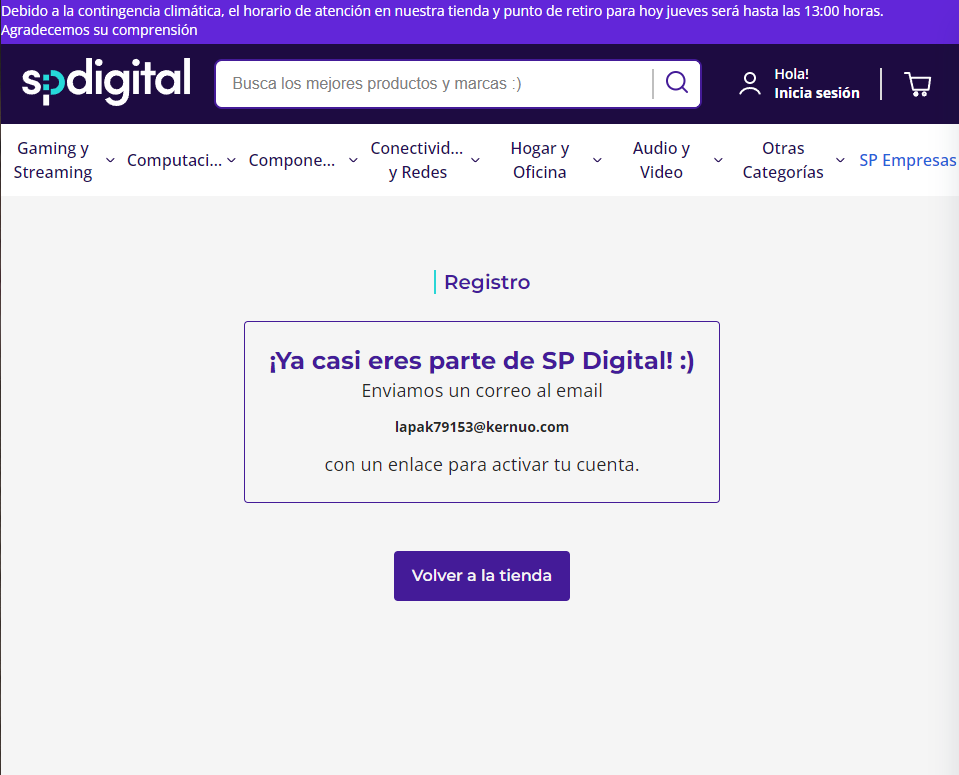 Debido a la contingencia climática, el horario de atención en nuestra tienda y punto de retiro para hoy jueves será hasta las 13:00 horas.
Agradecemos su comprensión
spdigital
Busca los mejores productos y marcas :)
Hola!
Inicia sesión
Gaming y
Streaming
Computaci...
Compone...
Conectivid...
y Redes
Hogar y
Oficina
Audio y
Video
Otras
Categorías
SP Empresas
Registro
¡Ya casi eres parte de SP Digital! :)
Enviamos un correo al email
lapak79153@kernuo.com
con un enlace para activar tu cuenta.
Volver a la tienda